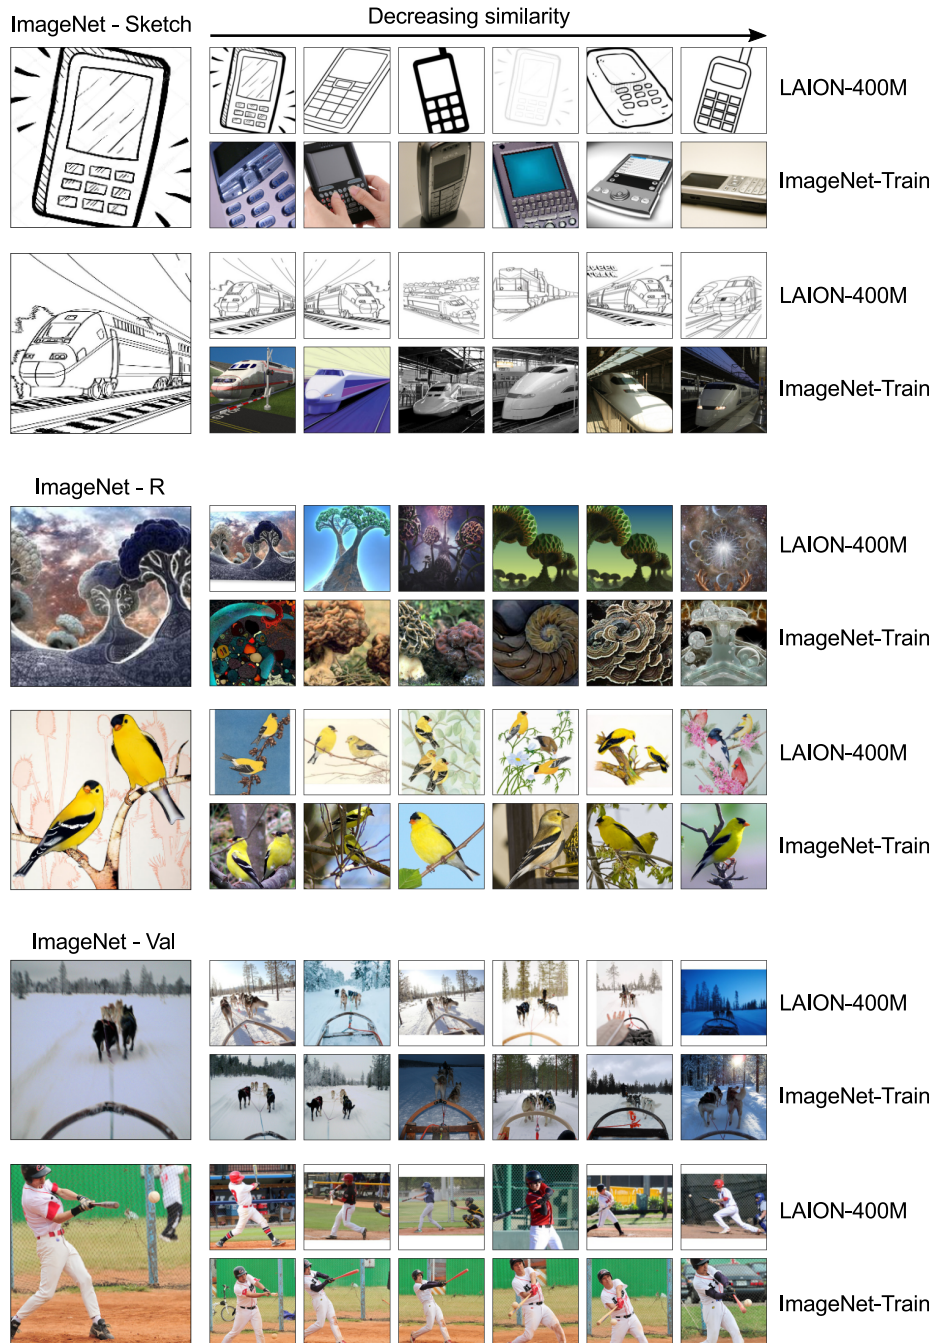 Decreasing similarity
ImageNet - Sketch
LAION-400M
ImageNet-Train
LAION-400M
ImageNet-Train
ImageNet - R
LAION-400M
ImageNet-Train
LAION-400M
ImageNet-Train
ImageNet - Val
LAION-400M
ImageNet-Train
LAION-400M
ImageNet-Train